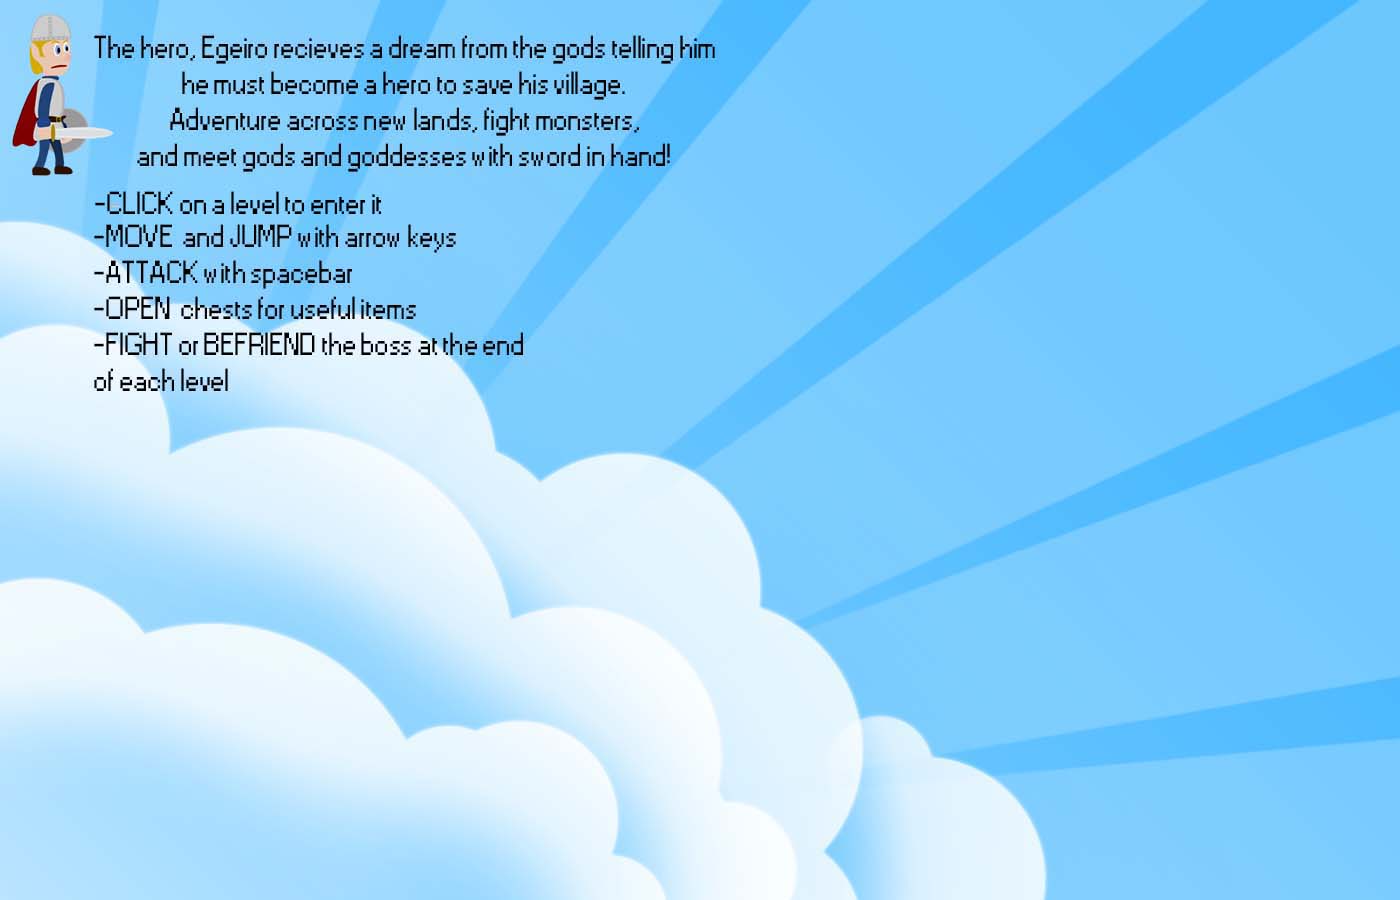 The hero, Egeiro recieves a dream from the gods telling him
he must become a hero to save his village.
Adventure across new lands, fight monsters,
and meet gods and goddesses with sword in hand!
-CLICK on a level to enter it
-MOVE and JUMP with arrow keys
-ATTACK with spacebar
-OPEN chests for useful items
-FIGHT or BEFRIEND the boss at the end
of each level